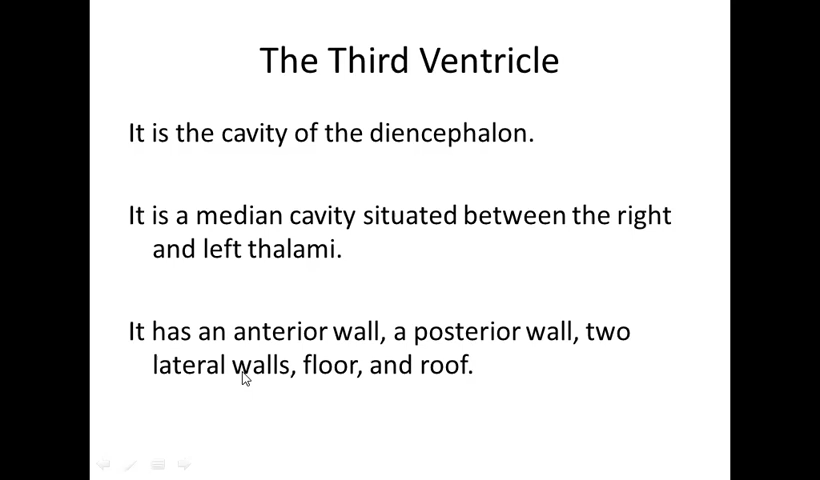 The Third Ventricle
It is the cavity of the diencephalon.
It is a median cavity situated between the right
and left thalami.
It has an anterior wall, a posterior wall, two
lateral walls, floor, and roof.